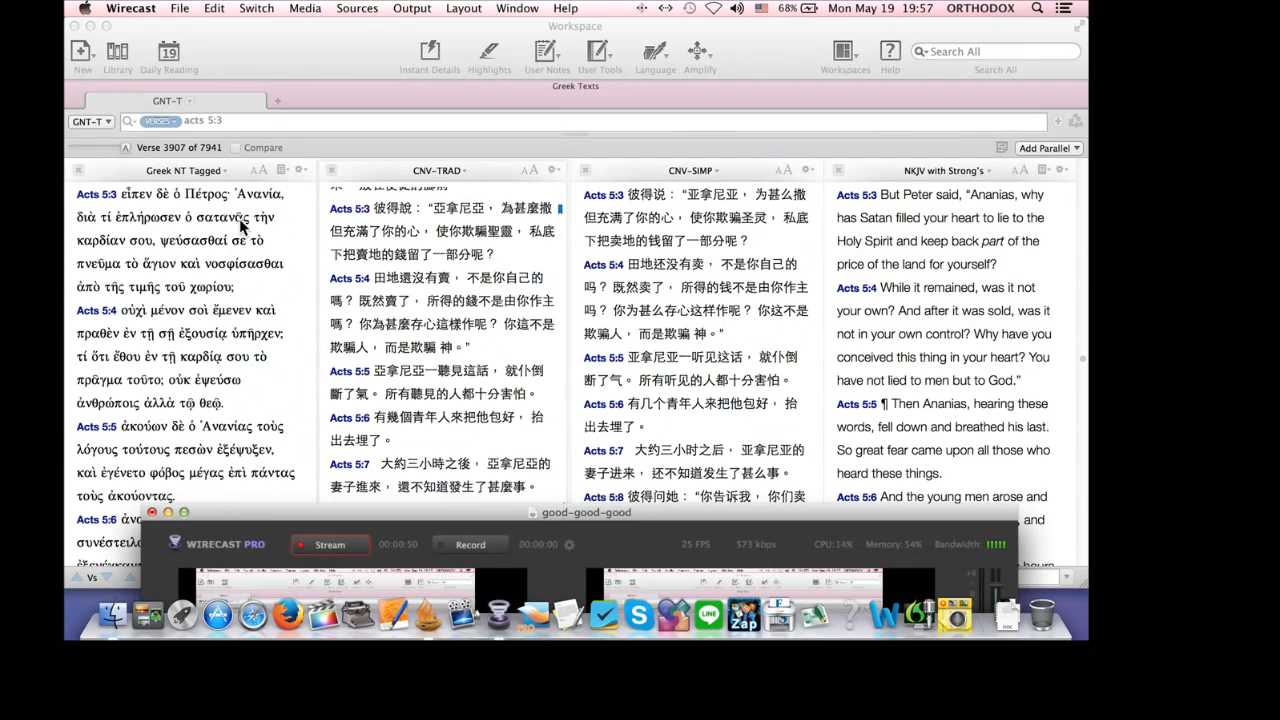 Wirecast File Edit Switch Media Sources Output Layout Window Help 68% Mon May 19 19:57 ORTHODOX
Workspace
New Library Daily Reading Instant Details Highlights User Notes User Tools Language Amplify Workspaces Help Search All
19
Search All
Greek Texts
GNT-T
GNT-T VERSES acts 5:3
Verse 3907 of 7941 Compare Add Parallel
Greek NT Tagged
Acts 5:3 εἶπεν δὲ ὁ Πέτρος· Ἁνανία,
διὰ τί ἐπλήρωσεν ὁ σατανᾶς τὴν
καρδίαν σου, ψεύσασθαί σε τὸ
πνεῦμα τὸ ἅγιον καὶ νοσφίσασθαι
ἀπὸ τῆς τιμῆς τοῦ χωρίου;
Acts 5:4 οὐχὶ μένον σοὶ ἔμενεν καὶ
πραθὲν ἐν τῇ σῇ ἐξουσίᾳ ὑπῆρχεν;
τί ὅτι ἔθου ἐν τῇ καρδίᾳ σου τὸ
πρᾶγμα τοῦτο; οὐκ ἐψεύσω
ἀνθρώποις ἀλλὰ τῷ θεῷ.
Acts 5:5 ἀκούων δὲ ὁ Ἁνανίας τοὺς
λόγους τούτους πεσὼν ἐξέψυξεν,
καὶ ἐγένετο φόβος μέγας ἐπὶ πάντας
τοὺς ἀκούοντας.
Acts 5:6
CNV-TRAD
Acts 5:3 彼得說： “亞拿尼亞， 為甚麼撒
但充滿了你的心， 使你欺騙聖靈， 私底
下把賣地的錢留了一部分呢？
Acts 5:4 田地還沒有賣， 不是你自己的
嗎？ 既然賣了， 所得的錢不是由你作主
嗎？ 你為甚麼存心這樣作呢？ 你這不是
欺騙人， 而是欺騙 神。”
Acts 5:5 亞拿尼亞一聽見這話， 就仆倒
斷了氣。 所有聽見的人都十分害怕。
Acts 5:6 有幾個青年人來把他包好， 抬
出去埋了。
Acts 5:7 大約三小時之後， 亞拿尼亞的
妻子進來， 還不知道發生了甚麼事。
CNV-SIMP
Acts 5:3 彼得说： “亚拿尼亚， 为甚么撒
但充满了你的心， 使你欺骗圣灵， 私底
下把卖地的钱留了一部分呢？
Acts 5:4 田地还没有卖， 不是你自己的
吗？ 既然卖了， 所得的钱不是由你作主
吗？ 你为甚么存心这样作呢？ 你这不是
欺骗人， 而是欺骗 神。”
Acts 5:5 亚拿尼亚一听见这话， 就仆倒
断了气。 所有听见的人都十分害怕。
Acts 5:6 有几个青年人来把他包好， 抬
出去埋了。
Acts 5:7 大约三小时之后， 亚拿尼亚的
妻子进来， 还不知道发生了甚么事。
Acts 5:8 彼得问她： “你告诉我， 你们卖
NKJV with Strong's
Acts 5:3 But Peter said, “Ananias, why
has Satan filled your heart to lie to the
Holy Spirit and keep back part of the
price of the land for yourself?
Acts 5:4 While it remained, was it not
your own? And after it was sold, was it
not in your own control? Why have you
conceived this thing in your heart? You
have not lied to men but to God.”
Acts 5:5 ¶ Then Ananias, hearing these
words, fell down and breathed his last.
So great fear came upon all those who
heard these things.
Acts 5:6 And the young men arose and
and
Vs
good-good-good
WIRECAST PRO Stream 00:00:50 Record 00:00:00 25 FPS 573 kbps CPU: 14% Memory: 54% Bandwidth:
LINE Zap